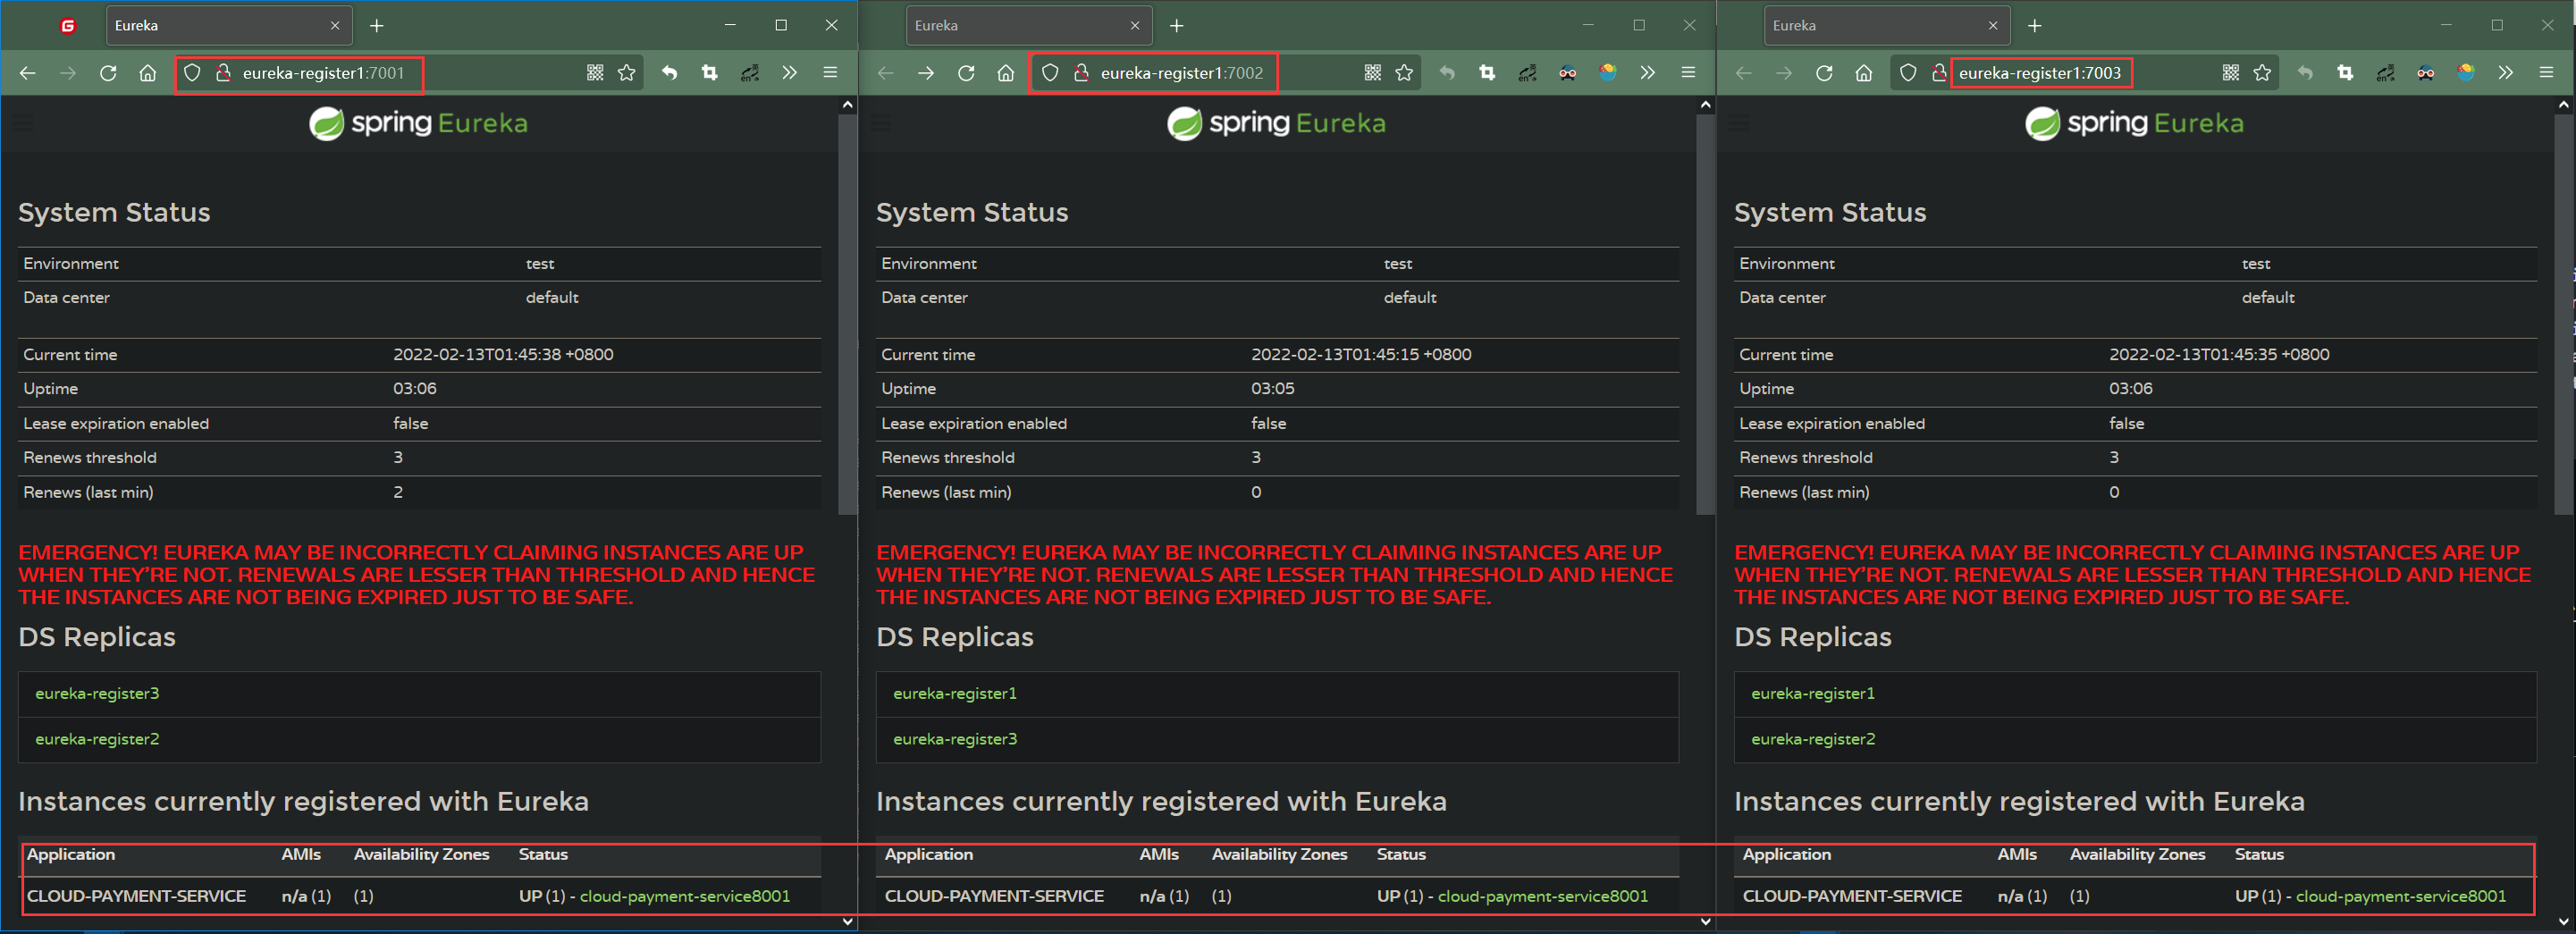 Eureka
eureka-register1:7001
spring Eureka
System Status
Environment test
Data center default
Current time 2022-02-13T01:45:38 +0800
Uptime 03:06
Lease expiration enabled false
Renews threshold 3
Renews (last min) 2
EMERGENCY! EUREKA MAY BE INCORRECTLY CLAIMING INSTANCES ARE UP
WHEN THEY'RE NOT. RENEWALS ARE LESSER THAN THRESHOLD AND HENCE
THE INSTANCES ARE NOT BEING EXPIRED JUST TO BE SAFE.
DS Replicas
eureka-register3
eureka-register2
Instances currently registered with Eureka
Application AMIs Availability Zones Status
CLOUD-PAYMENT-SERVICE n/a (1) (1) UP (1) - cloud-payment-service8001
Eureka
eureka-register1:7002
spring Eureka
System Status
Environment test
Data center default
Current time 2022-02-13T01:45:15 +0800
Uptime 03:05
Lease expiration enabled false
Renews threshold 3
Renews (last min) 0
EMERGENCY! EUREKA MAY BE INCORRECTLY CLAIMING INSTANCES ARE UP
WHEN THEY'RE NOT. RENEWALS ARE LESSER THAN THRESHOLD AND HENCE
THE INSTANCES ARE NOT BEING EXPIRED JUST TO BE SAFE.
DS Replicas
eureka-register1
eureka-register3
Instances currently registered with Eureka
Application AMIs Availability Zones Status
CLOUD-PAYMENT-SERVICE n/a (1) (1) UP (1) - cloud-payment-service8001
Eureka
eureka-register1:7003
spring Eureka
System Status
Environment test
Data center default
Current time 2022-02-13T01:45:35 +0800
Uptime 03:06
Lease expiration enabled false
Renews threshold 3
Renews (last min) 0
EMERGENCY! EUREKA MAY BE INCORRECTLY CLAIMING INSTANCES ARE UP
WHEN THEY'RE NOT. RENEWALS ARE LESSER THAN THRESHOLD AND HENCE
THE INSTANCES ARE NOT BEING EXPIRED JUST TO BE SAFE.
DS Replicas
eureka-register1
eureka-register2
Instances currently registered with Eureka
Application AMIs Availability Zones Status
CLOUD-PAYMENT-SERVICE n/a (1) (1) UP (1) - cloud-payment-service8001